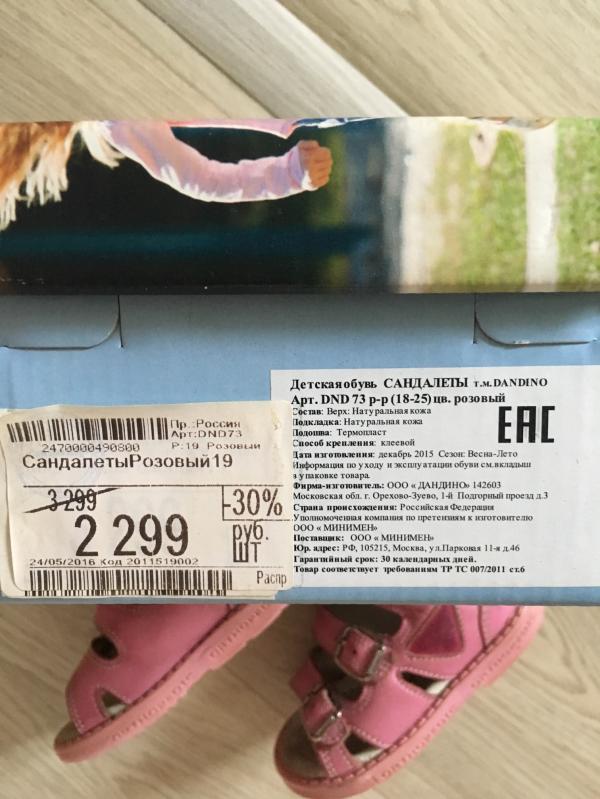 Детская обувь САНДАЛЕТЫ т.м. DANDINO
Арт. DND 73 р-р (18-25) цв. розовый
Состав: Верх: Натуральная кожа
Подкладка: Натуральная кожа
Подошва: Термопласт
Способ крепления: клеевой
Дата изготовления: декабрь 2015 Сезон: Весна-Лето
Информация по уходу и эксплуатации обуви см.вкладыш
в упаковке товара.
Фирма-изготовитель: ООО « ДАНДИНО» 142603
Московская обл. г. Орехово-Зуево, 1-й Подгорный проезд д.3
Страна происхождения: Российская Федерация
Уполномоченная компания по претензиям к изготовителю
ООО « МИНИМЕН»
Поставщик: ООО « МИНИМЕН»
Юр. адрес: РФ, 105215, Москва, ул.Парковая 11-я д.46
Гарантийный срок: 30 календарных дней.
Товар соответствует требованиям ТР ТС 007/2011 ст.6
EAC
Пр.:Россия
Арт:DND73
2470000490800 Р:19 Розовый
СандалетыРозовый19
3 299
-30%
2 299 руб.
шт
24/05/2016 Код 2011519002
Распр